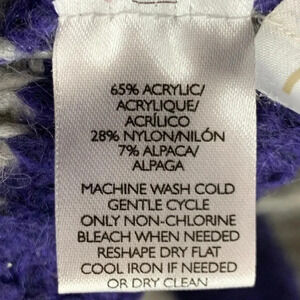 65% ACRYLIC/
ACRYLIQUE/
ACRÍLICO
28% NYLON/NILÓN
7% ALPACA/
ALPAGA
MACHINE WASH COLD
GENTLE CYCLE
ONLY NON-CHLORINE
BLEACH WHEN NEEDED
RESHAPE DRY FLAT
COOL IRON IF NEEDED
OR DRY CLEAN